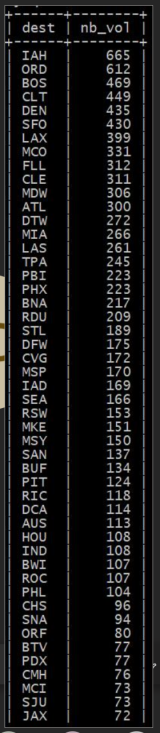 | dest | nb_vol |
| IAH | 665 |
| ORD | 612 |
| BOS | 469 |
| CLT | 449 |
| DEN | 435 |
| SFO | 430 |
| LAX | 399 |
| MCO | 331 |
| FLL | 312 |
| CLE | 311 |
| MDW | 306 |
| ATL | 300 |
| DTW | 272 |
| MIA | 266 |
| LAS | 261 |
| TPA | 245 |
| PBI | 223 |
| PHX | 223 |
| BNA | 217 |
| RDU | 209 |
| STL | 189 |
| DFW | 175 |
| CVG | 172 |
| MSP | 170 |
| IAD | 169 |
| SEA | 166 |
| RSW | 153 |
| MKE | 151 |
| MSY | 150 |
| SAN | 137 |
| BUF | 134 |
| PIT | 124 |
| RIC | 118 |
| DCA | 114 |
| AUS | 113 |
| HOU | 108 |
| IND | 108 |
| BWI | 107 |
| ROC | 107 |
| PHL | 104 |
| CHS | 96 |
| SNA | 94 |
| ORF | 80 |
| BTV | 77 |
| PDX | 77 |
| CMH | 76 |
| MCI | 73 |
| SJU | 73 |
| JAX | 72 |